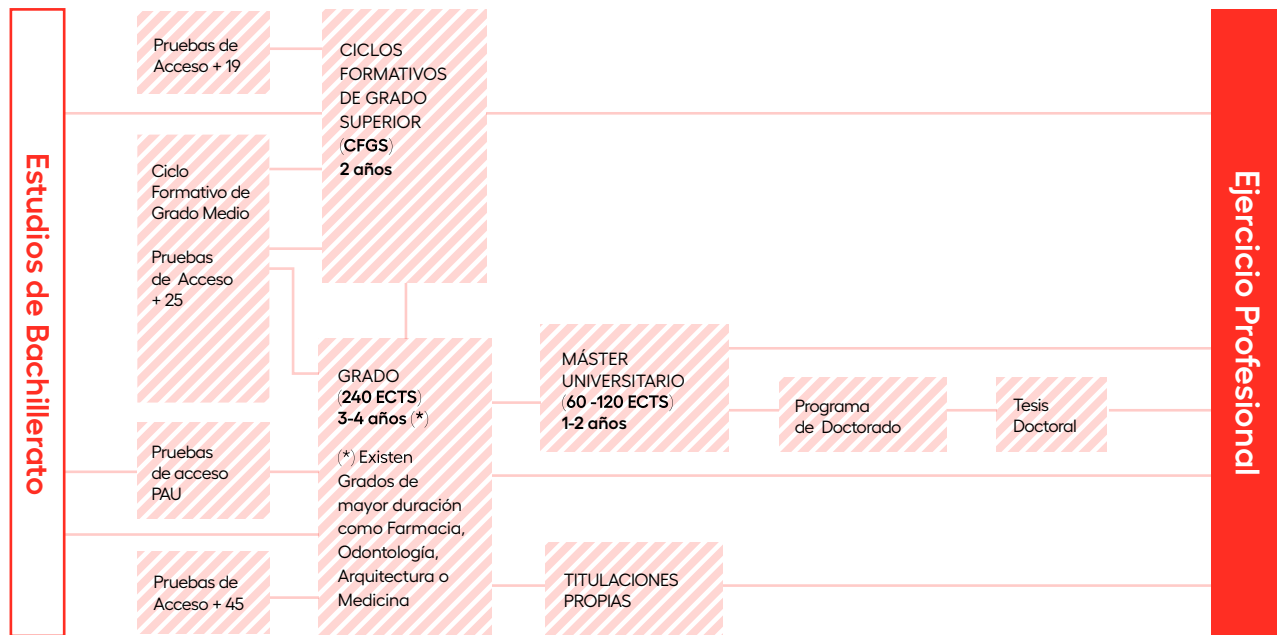 Estudios de Bachillerato
Pruebas de
Acceso + 19
Ciclo
Formativo de
Grado Medio
Pruebas
de Acceso
+ 25
Pruebas
de acceso
PAU
Pruebas de
Acceso + 45
CICLOS
FORMATIVOS
DE GRADO
SUPERIOR
(CFGS)
2 años
GRADO
(240 ECTS)
3-4 años (*)
(*) Existen
Grados de
mayor duración
como Farmacia,
Odontología,
Arquitectura o
Medicina
MÁSTER
UNIVERSITARIO
(60 -120 ECTS)
1-2 años
Programa
de Doctorado
Tesis
Doctoral
TITULACIONES
PROPIAS
Ejercicio Profesional